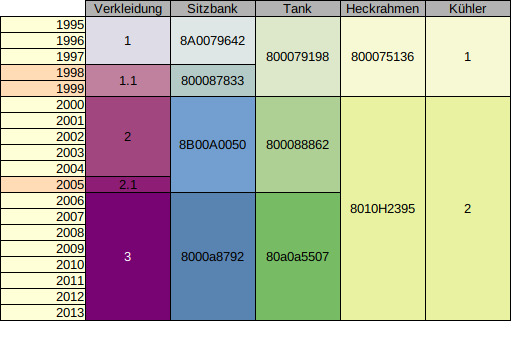 Verkleidung Sitzbank Tank Heckrahmen Kühler
1995
1996 1 8A0079642
1997 800079198 800075136 1
1998
1.1 800087833
1999
2000
2001
2002 2 8B00A0050 800088862
2003
2004
2005 2.1
2006 8010H2395 2
2007
2008
2009 3 8000a8792 80a0a5507
2010
2011
2012
2013